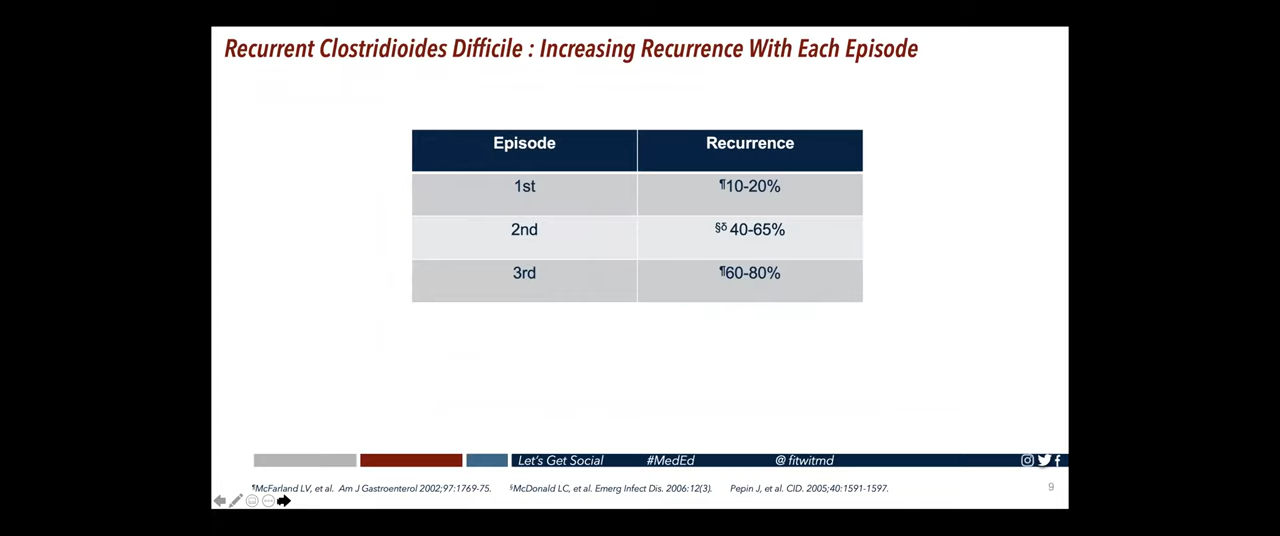 Recurrent Clostridioides Difficile : Increasing Recurrence With Each Episode
Episode Recurrence
1st ¶10-20%
2nd §δ 40-65%
3rd ¶60-80%
Let's Get Social #MedEd @ fitwitmd
¶McFarland LV, et al. Am J Gastroenterol 2002;97:1769-75. §McDonald LC, et al. Emerg Infect Dis. 2006:12(3). Pepin J, et al. CID. 2005;40:1591-1597.
9